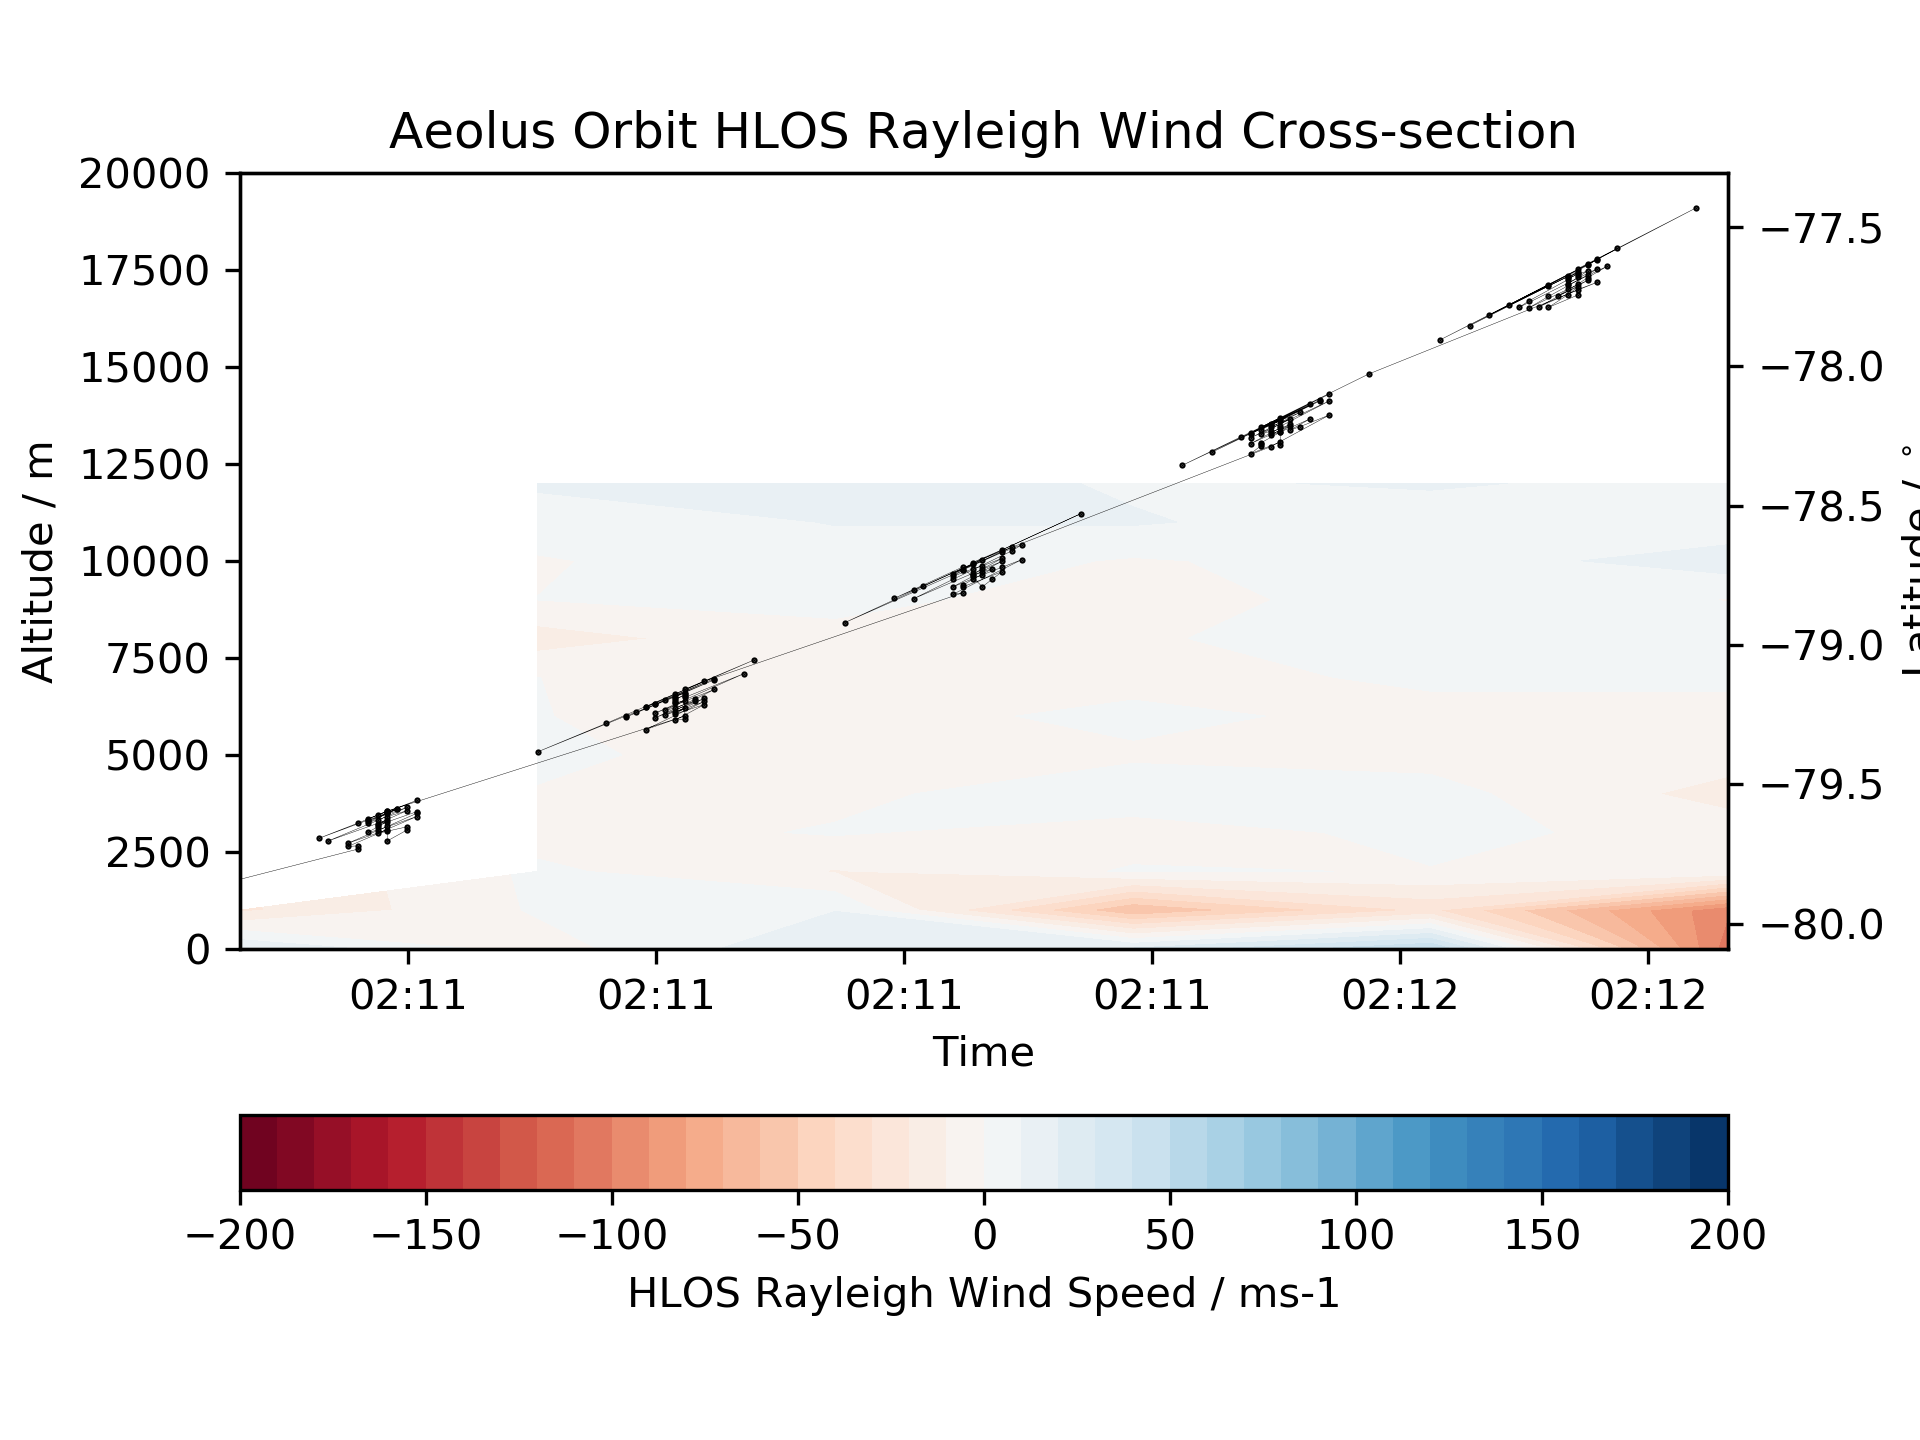 Aeolus Orbit HLOS Rayleigh Wind Cross-section
20000
17500
15000
12500
10000
7500
5000
2500
0
Altitude / m
−77.5
−78.0
−78.5
−79.0
−79.5
−80.0
Latitude / °
02:11 02:11 02:11 02:11 02:12 02:12
Time
−200 −150 −100 −50 0 50 100 150 200
HLOS Rayleigh Wind Speed / ms-1